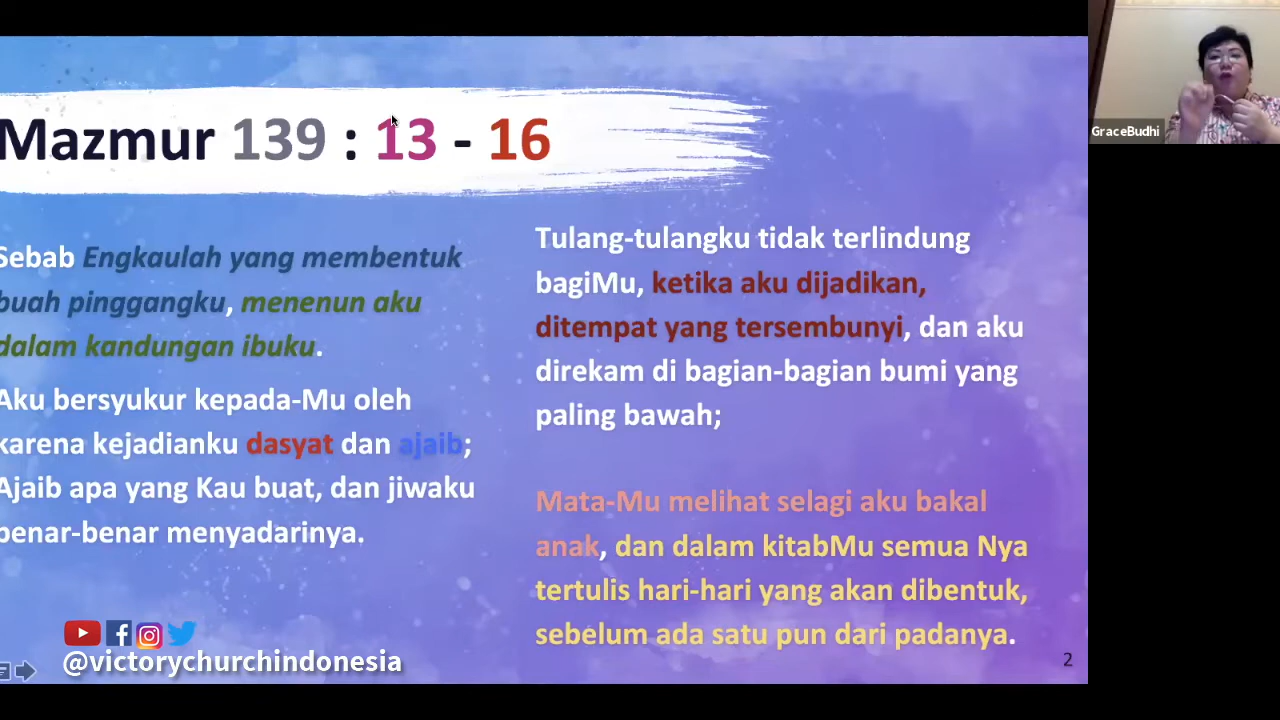 Mazmur 139 : 13 - 16
GraceBudhi
Sebab Engkaulah yang membentuk
buah pinggangku, menenun aku
dalam kandungan ibuku.
Aku bersyukur kepada-Mu oleh
karena kejadianku dasyat dan ajaib;
Ajaib apa yang Kau buat, dan jiwaku
benar-benar menyadarinya.
Tulang-tulangku tidak terlindung
bagiMu, ketika aku dijadikan,
ditempat yang tersembunyi, dan aku
direkam di bagian-bagian bumi yang
paling bawah;
Mata-Mu melihat selagi aku bakal
anak, dan dalam kitabMu semua Nya
tertulis hari-hari yang akan dibentuk,
sebelum ada satu pun dari padanya.
@victorychurchindonesia
2